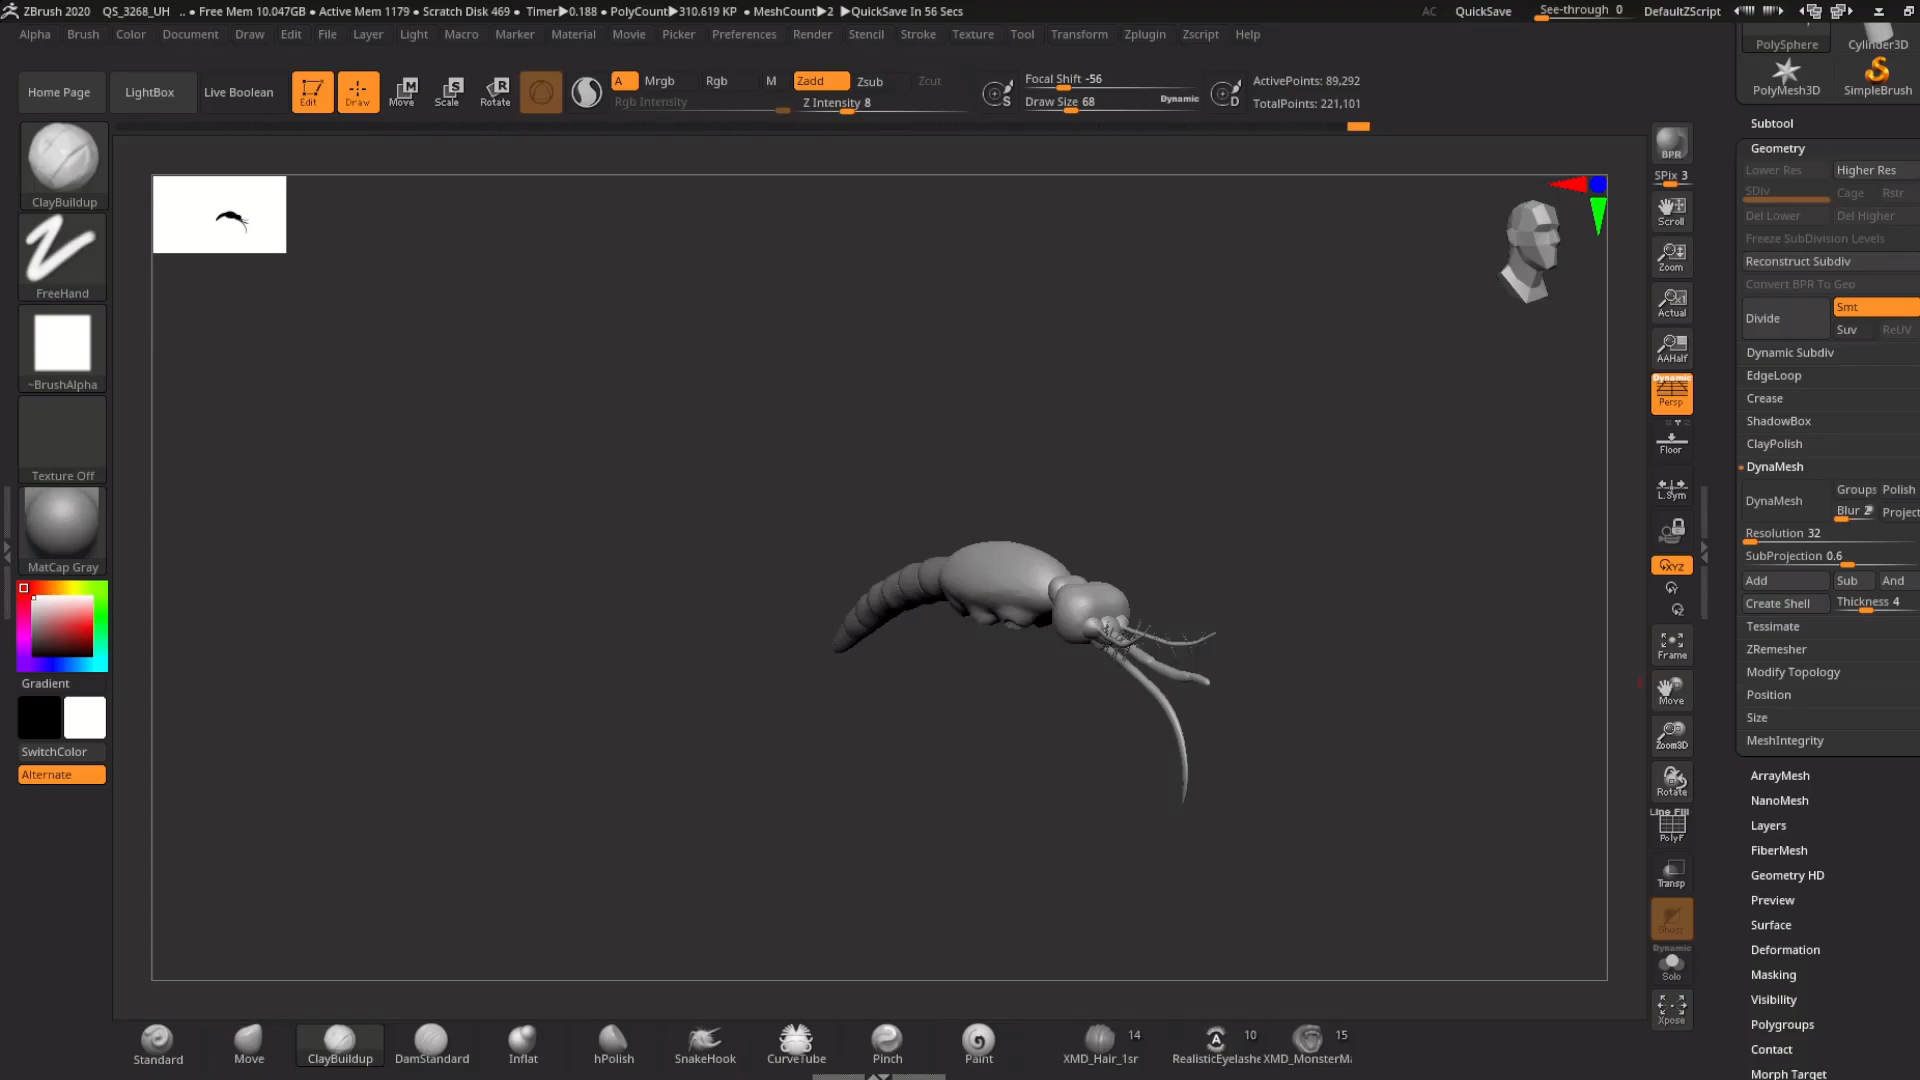 ZBrush 2020 QS_3268_UH .. • Free Mem 10.047GB • Active Mem 1179 • Scratch Disk 469 • Timer▶0.188 • PolyCount▶310.619 KP • MeshCount▶2 ▶QuickSave In 56 Secs AC QuickSave See-through 0 DefaultZScript
Alpha Brush Color Document Draw Edit File Layer Light Macro Marker Material Movie Picker Preferences Render Stencil Stroke Texture Tool Transform Zplugin Zscript Help
Home Page
LightBox
Live Boolean
Edit
Draw
Move
Scale
Rotate
A Mrgb Rgb M
Rgb Intensity
Zadd Zsub Zcut
Z Intensity 8
S
Focal Shift -56
Draw Size 68 Dynamic
D
ActivePoints: 89,292
TotalPoints: 221,101
ClayBuildup
FreeHand
~BrushAlpha
Texture Off
MatCap Gray
Gradient
SwitchColor
Alternate
BPR
SPix 3
Scroll
Zoom
Actual
AAHalf
Dynamic
Persp
Floor
L.Sym
XYZ
Frame
Move
Zoom3D
Rotate
Line Fill
PolyF
Transp
Ghost
Dynamic
Solo
Xpose
PolySphere Cylinder3D
PolyMesh3D SimpleBrush
Subtool
Geometry
Lower Res Higher Res
SDiv Cage Rstr
Del Lower Del Higher
Freeze SubDivision Levels
Reconstruct Subdiv
Convert BPR To Geo
Divide Smt
Suv ReUV
Dynamic Subdiv
EdgeLoop
Crease
ShadowBox
ClayPolish
DynaMesh
DynaMesh Groups Polish
Blur 2 Project
Resolution 32
SubProjection 0.6
Add Sub And
Create Shell Thickness 4
Tessimate
ZRemesher
Modify Topology
Position
Size
MeshIntegrity
ArrayMesh
NanoMesh
Layers
FiberMesh
Geometry HD
Preview
Surface
Deformation
Masking
Visibility
Polygroups
Contact
Morph Target
Standard Move ClayBuildup DamStandard Inflat hPolish SnakeHook CurveTube Pinch Paint
14
XMD_Hair_1sr
A 10
RealisticEyelashe
15
XMD_MonsterMa